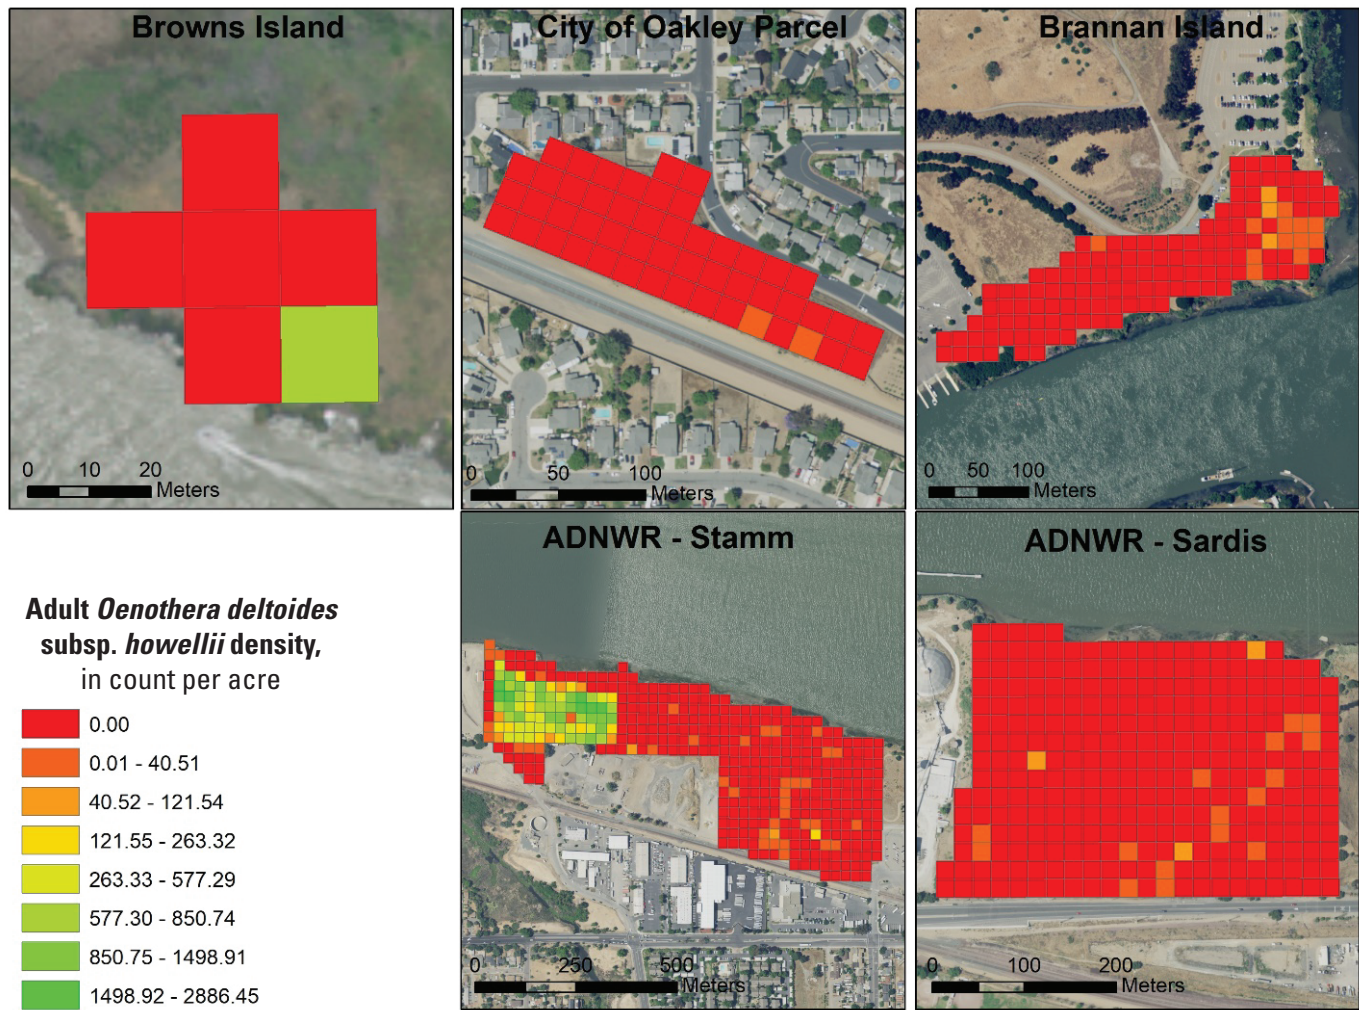 Browns Island
City of Oakley Parcel
Brannan Island
0 10 20
Meters
0 50 100
Meters
0 50 100
Meters
ADNWR - Stamm
ADNWR - Sardis
Adult Oenothera deltoides
subsp. howellii density,
in count per acre
0.00
0.01 - 40.51
40.52 - 121.54
121.55 - 263.32
263.33 - 577.29
577.30 - 850.74
850.75 - 1498.91
1498.92 - 2886.45
0 250 500
Meters
0 100 200
Meters